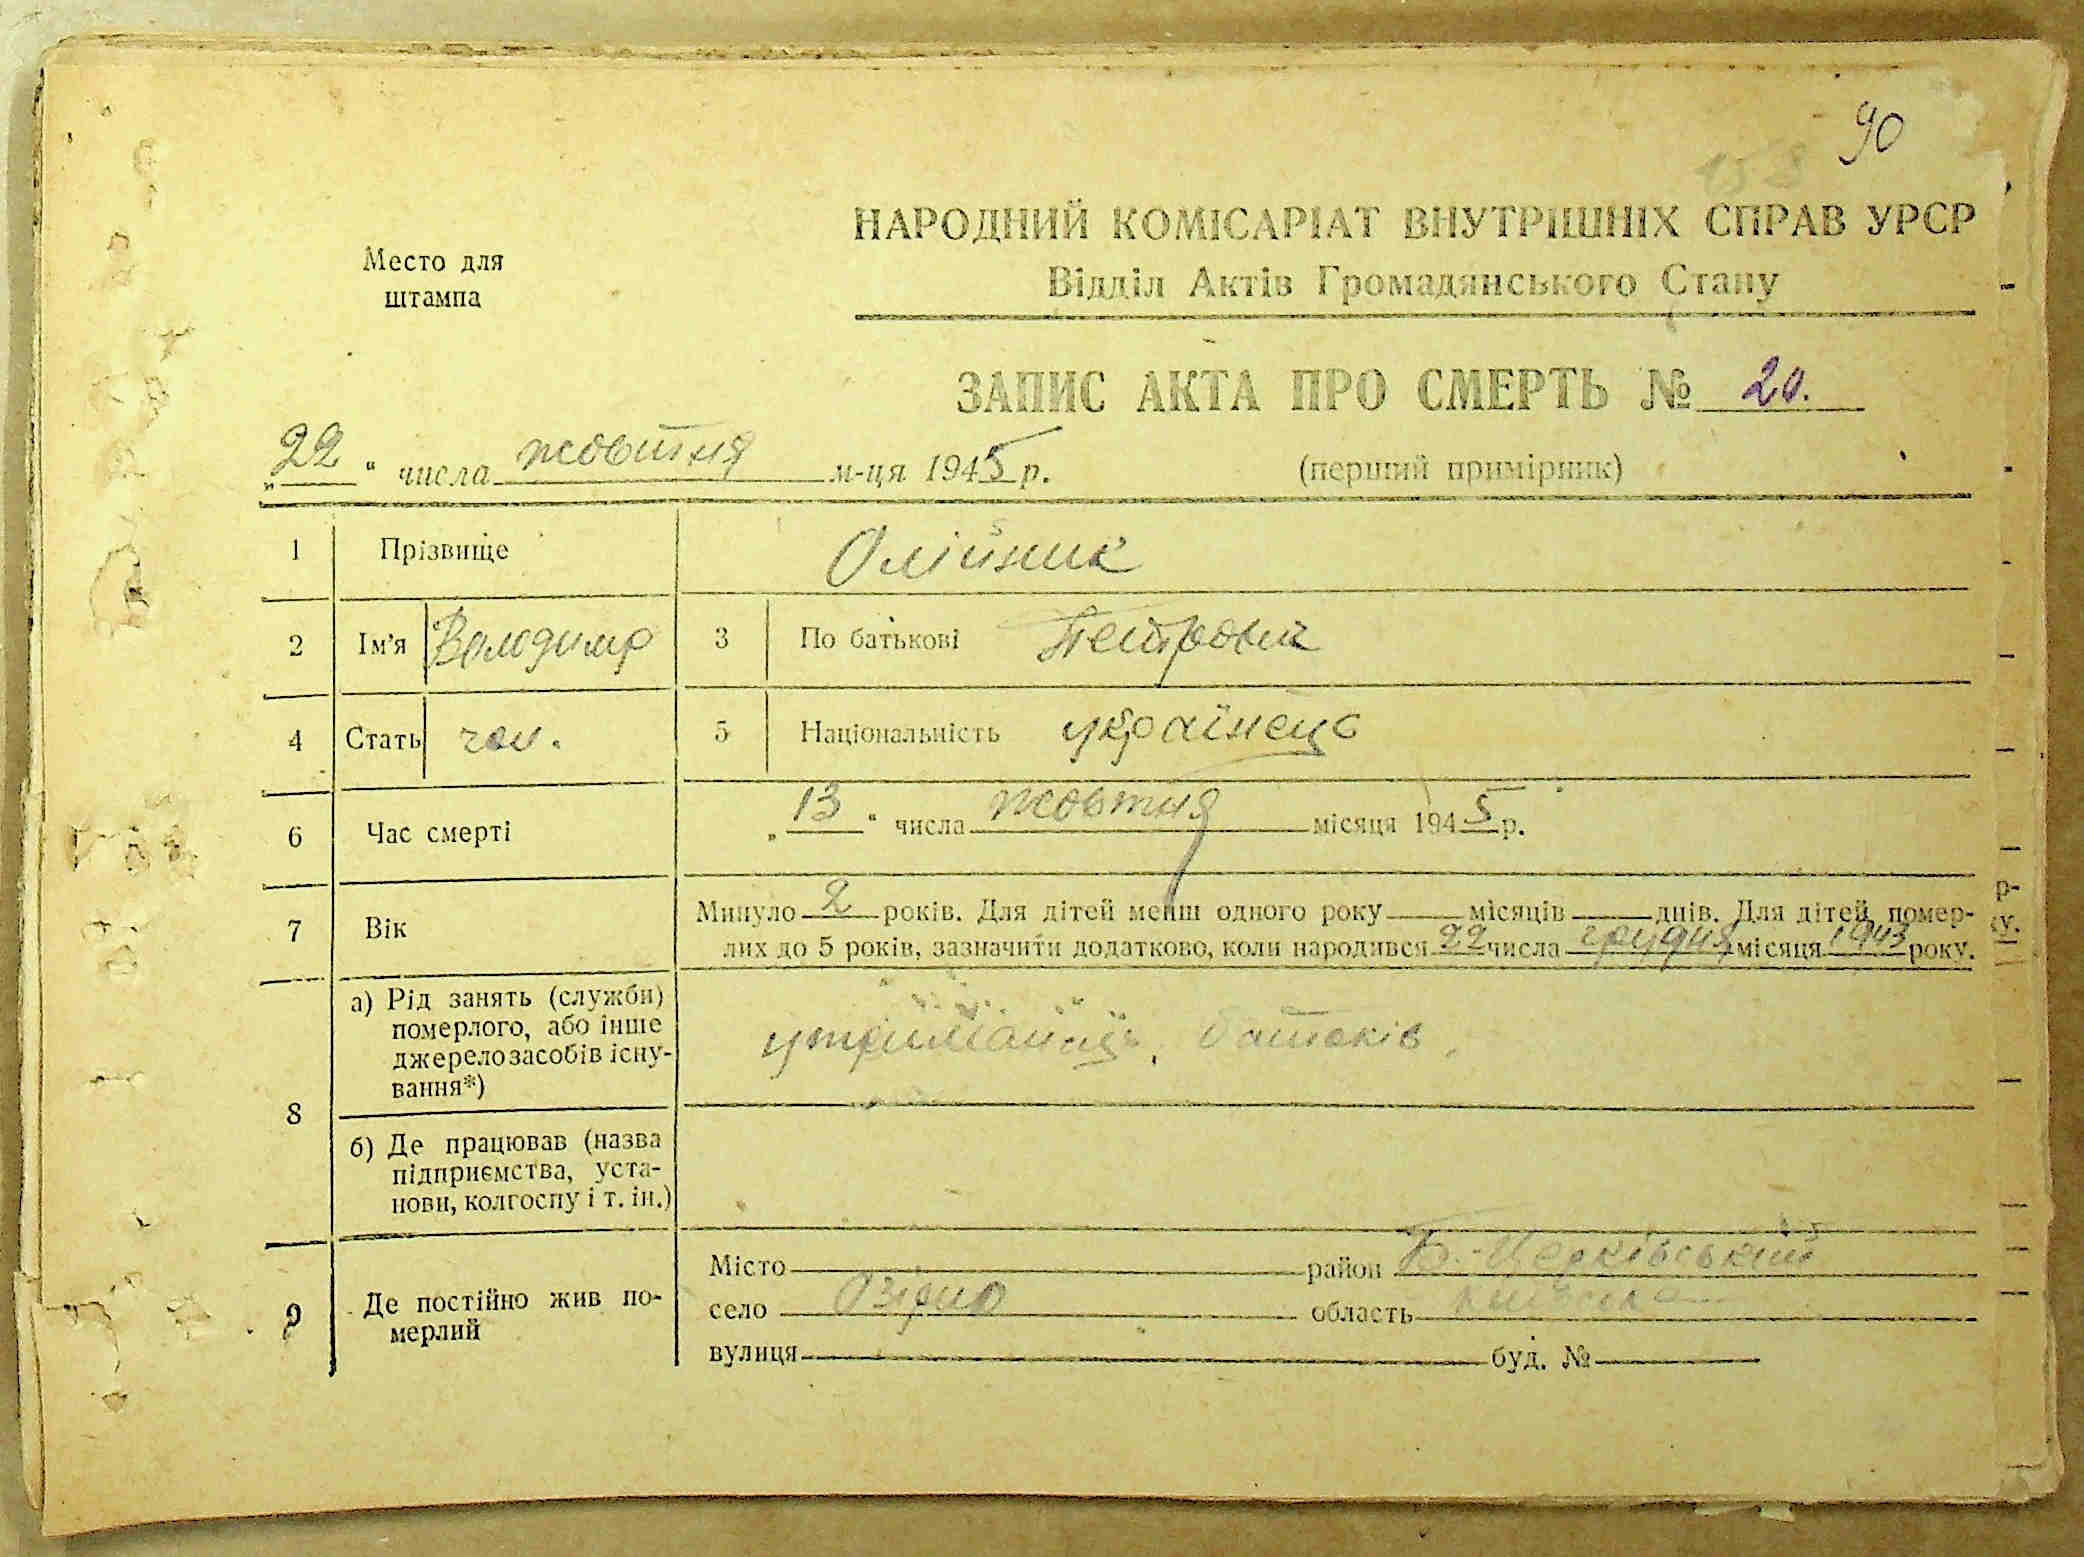 90
158
НАРОДНИЙ КОМІСАРІАТ ВНУТРІШНІХ СПРАВ УРСР
Відділ Актів Громадянського Стану
Место для
штампа
ЗАПИС АКТА ПРО СМЕРТЬ № 20.
„22“ числа жовтня м-ця 1945 р.
(перший примірник)
1 Прізвище Олійник
2 Ім’я Володимир 3 По батькові Петрович
4 Стать чол. 5 Національність українець
6 Час смерті „13“ числа жовтня місяця 1945 р.
7 Вік Минуло 2 років. Для дітей менш одного року місяців днів. Для дітей, помер-
лих до 5 років, зазначити додатково, коли народився 22 числа грудня місяця 1943 року.
8 а) Рід занять (служби)
померлого, або інше
джерело засобів існу-
вання*)
утриманець батьків.
б) Де працював (назва
підприємства, уста-
нови, колгоспу і т. ін.)
9 Де постійно жив по-
мерлий
Місто район Б.-Церківський
село область Київська
вулиця буд. №
р-
ку.